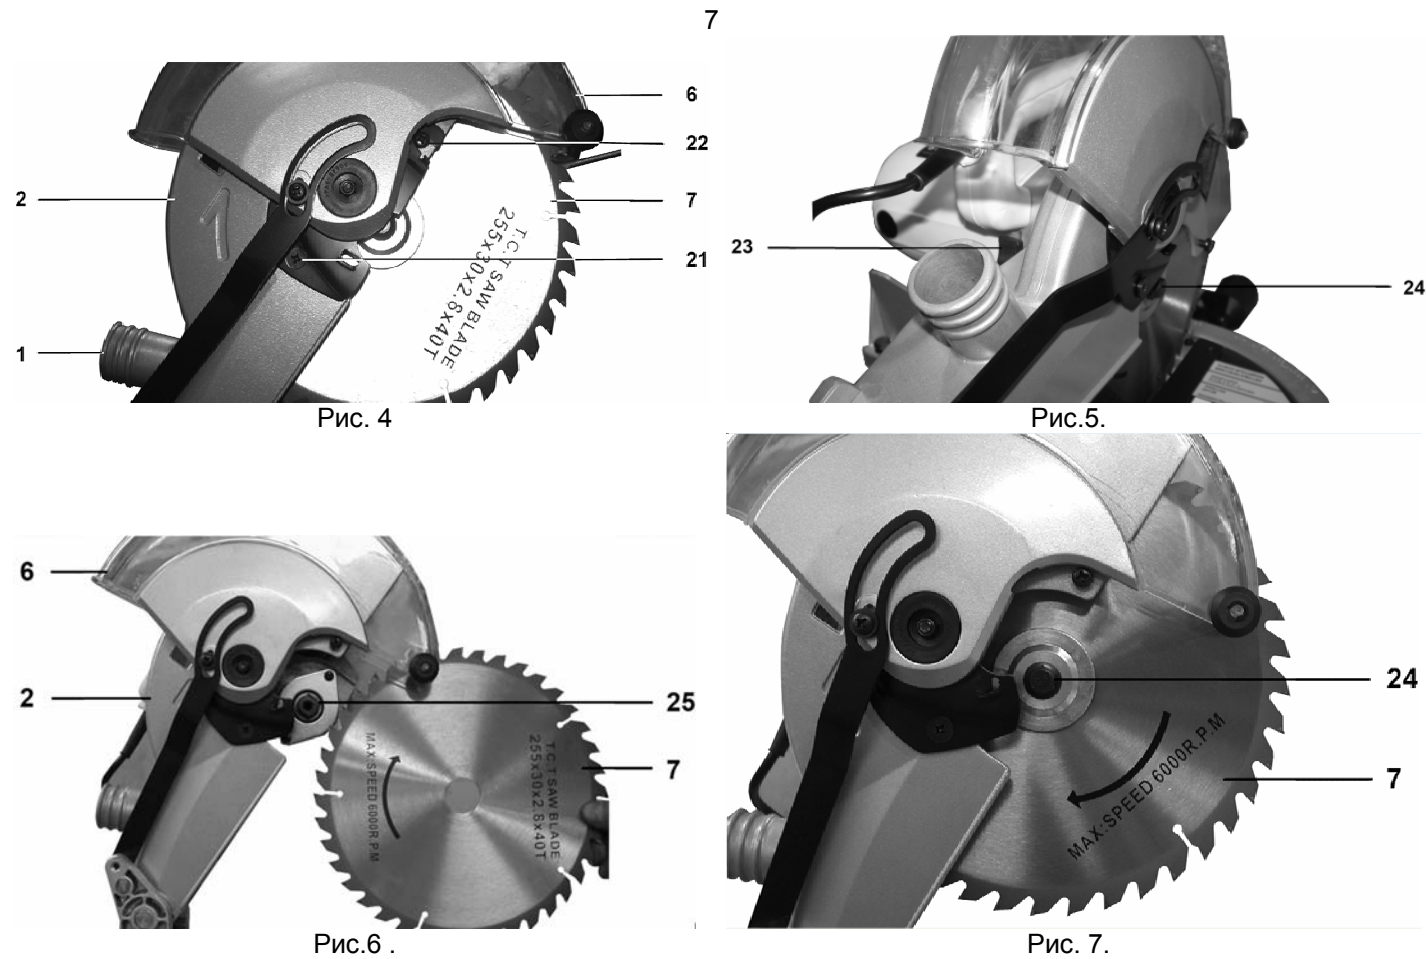 7
6
22
2
7
21
1
T.C.T SAW BLADE
255x30x2.8x40T
Рис. 4
23
24
Рис.5.
6
2
25
7
MAX:SPEED 6000R.P.M
T.C.T SAW BLADE
255x30x2.8x40T
Рис.6 .
24
7
MAX:SPEED 6000R.P.M
Рис. 7.